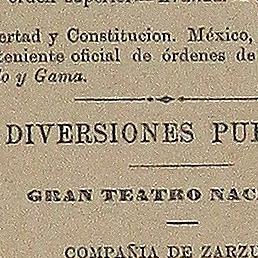 ertad y Constitucion. México,
teniente oficial de órdenes de
o y Gama.
DIVERSIONES PU
GRAN TEATRO NAC
COMPAÑIA DE ZARZU